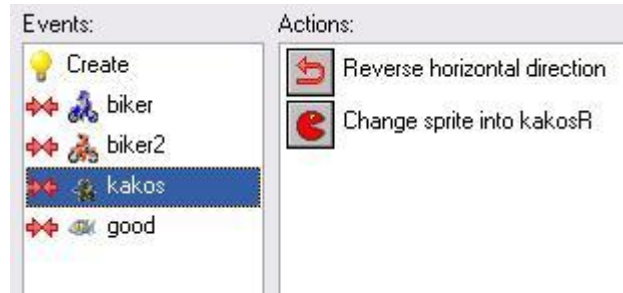 Events:
Actions:
Create
Reverse horizontal direction
biker
Change sprite into kakosR
biker2
kakos
good